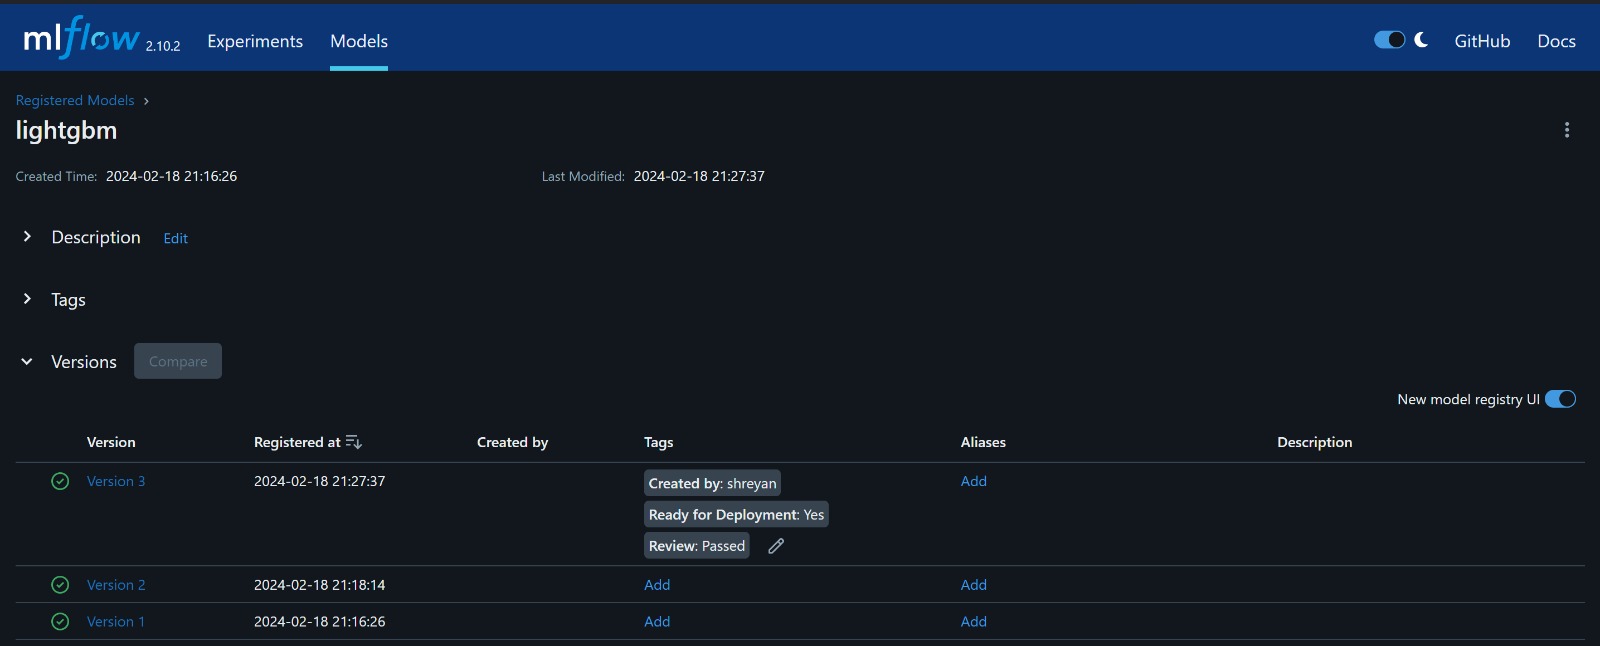 mlflow 2.10.2 Experiments Models GitHub Docs
Registered Models ›
lightgbm
Created Time: 2024-02-18 21:16:26 Last Modified: 2024-02-18 21:27:37
Description Edit
Tags
Versions Compare
New model registry UI
Version Registered at Created by Tags Aliases Description
Version 3 2024-02-18 21:27:37 Created by: shreyan Add
Ready for Deployment: Yes
Review: Passed
Version 2 2024-02-18 21:18:14 Add Add
Version 1 2024-02-18 21:16:26 Add Add